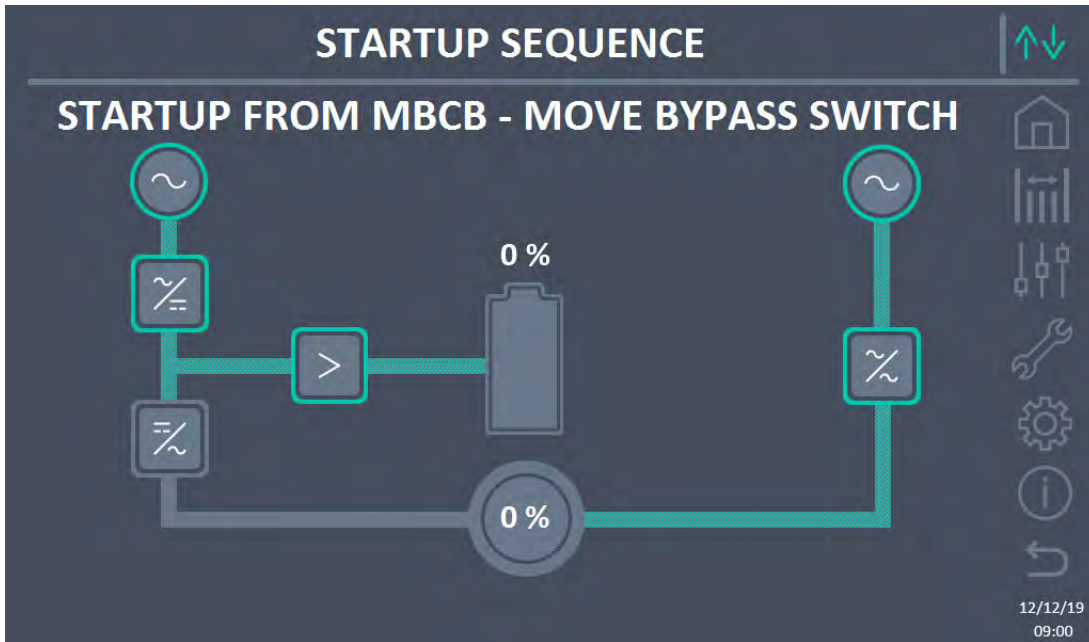 STARTUP SEQUENCE
STARTUP FROM MBCB - MOVE BYPASS SWITCH
0 %
0 %
12/12/19
09:00